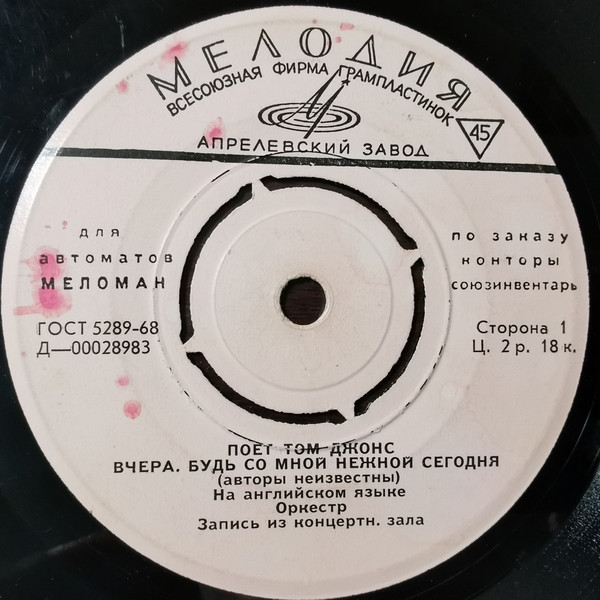 МЕЛОДИЯ
ВСЕСОЮЗНАЯ ФИРМА ГРАМПЛАСТИНОК
45
АПРЕЛЕВСКИЙ ЗАВОД
для
автоматов
МЕЛОМАН
ГОСТ 5289-68
Д—00028983
по заказу
конторы
союзинвентарь
Сторона 1
Ц. 2 р. 18 к.
ПОЕТ ТОМ ДЖОНС
ВЧЕРА. БУДЬ СО МНОЙ НЕЖНОЙ СЕГОДНЯ
(авторы неизвестны)
На английском языке
Оркестр
Запись из концертн. зала